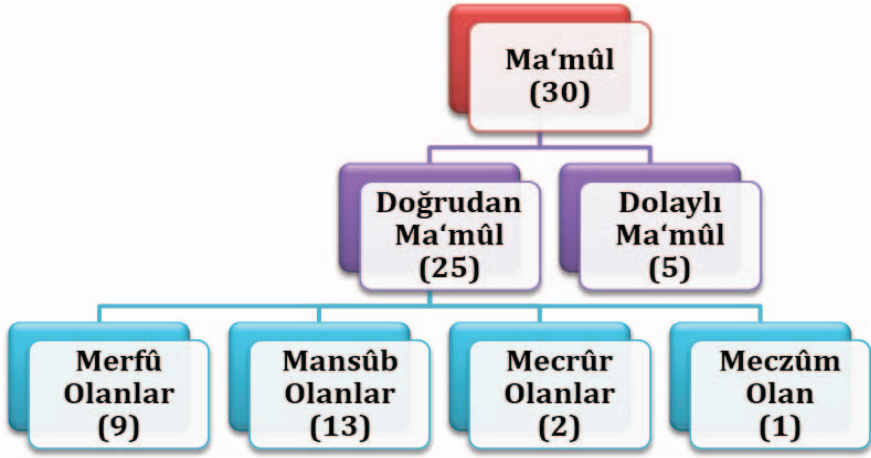 Ma‘mûl
(30)
Doğrudan
Ma‘mûl
(25)
Dolaylı
Ma‘mûl
(5)
Merfû
Olanlar
(9)
Mansûb
Olanlar
(13)
Mecrûr
Olanlar
(2)
Meczûm
Olan
(1)